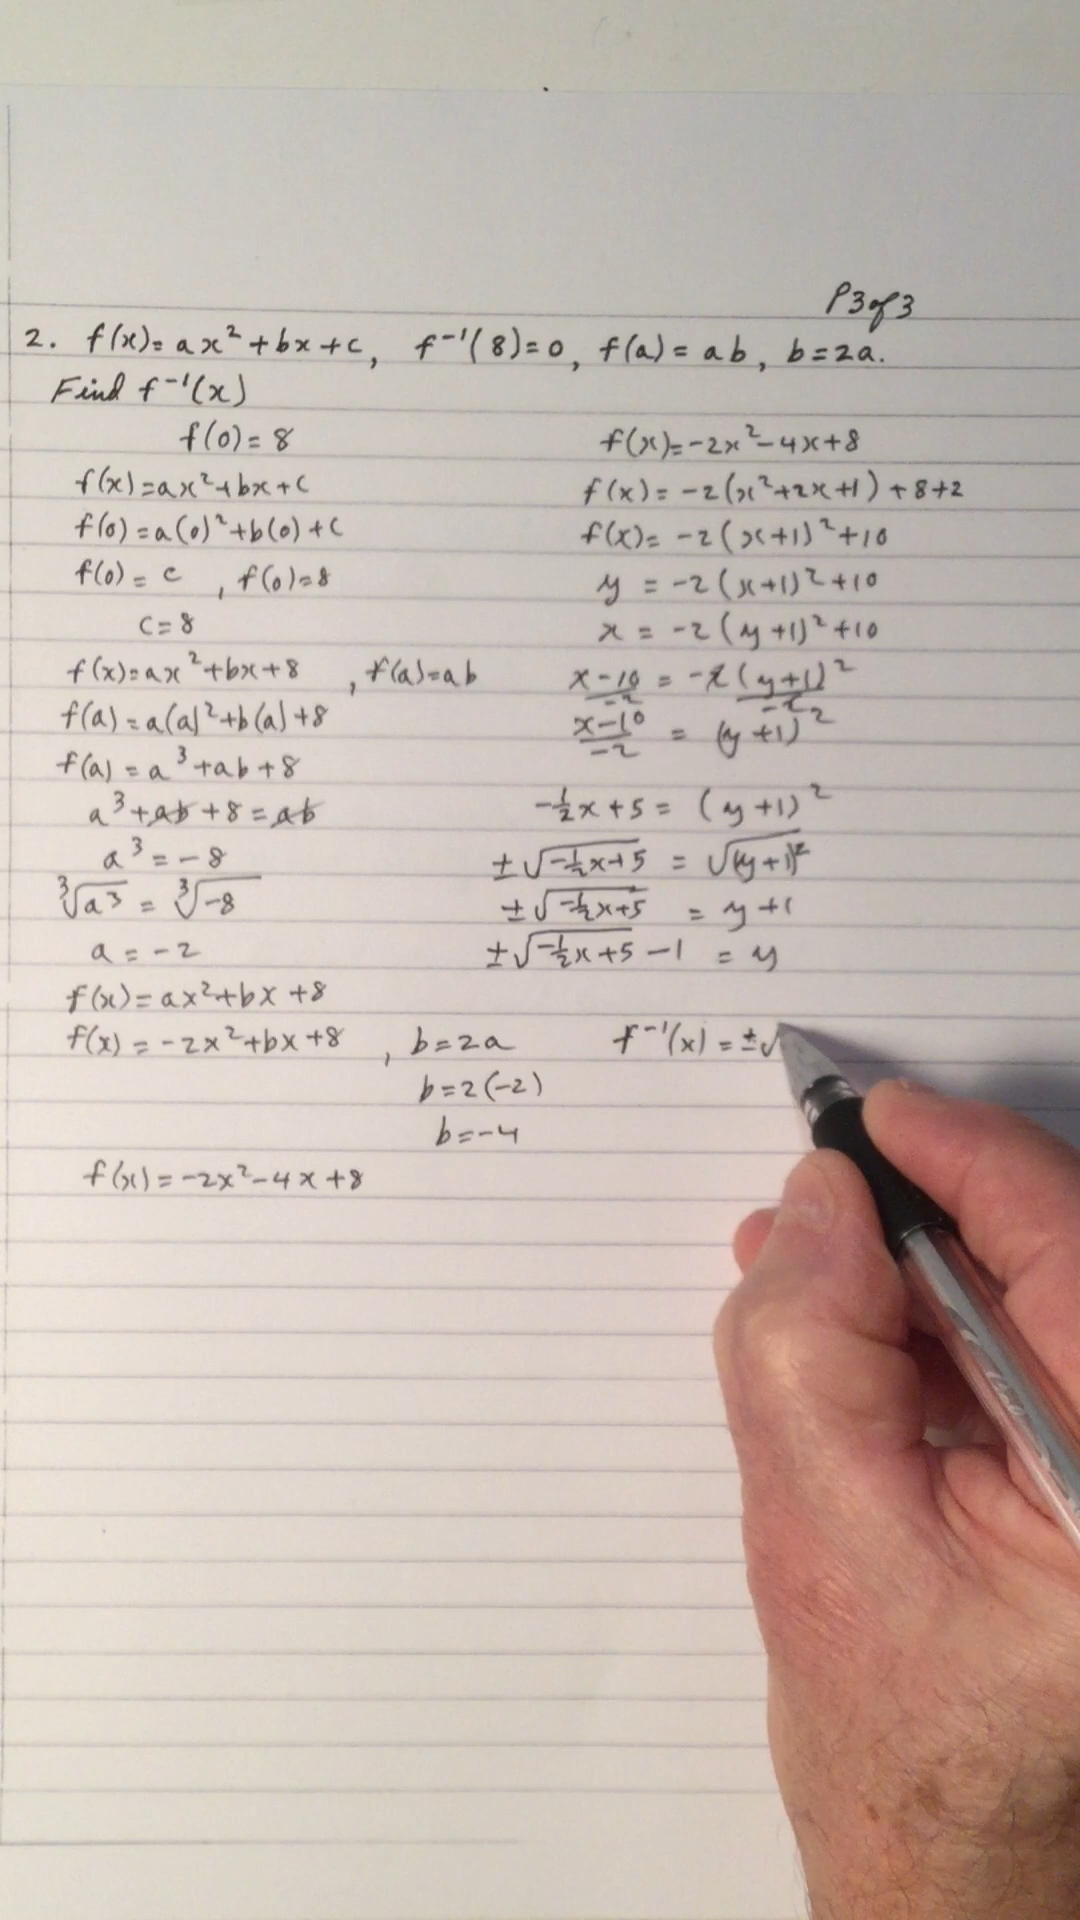 P3of3
2. f(x)=ax²+bx+c, f⁻¹(8)=0, f(a)=ab, b=2a.
Find f⁻¹(x)
f(0)=8
f(x)=ax²+bx+c
f(0)=a(0)²+b(0)+c
f(0)=c, f(0)=8
c=8
f(x)=ax²+bx+8, f(a)=ab
f(a)=a(a)²+b(a)+8
f(a)=a³+ab+8
a³+ab+8=ab
a³=-8
∛a³=∛-8
a=-2
f(x)=ax²+bx+8
f(x)=-2x²+bx+8, b=2a
b=2(-2)
b=-4
f(x)=-2x²-4x+8
f(x)=-2x²-4x+8
f(x)=-2(x²+2x+1)+8+2
f(x)=-2(x+1)²+10
y=-2(x+1)²+10
x=-2(y+1)²+10
x-10=-2(y+1)²
-2 -2
x-10=(y+1)²
-2
-½x+5=(y+1)²
±√-½x+5=√(y+1)²
±√-½x+5=y+1
±√-½x+5-1=y
f⁻¹(x)=±√